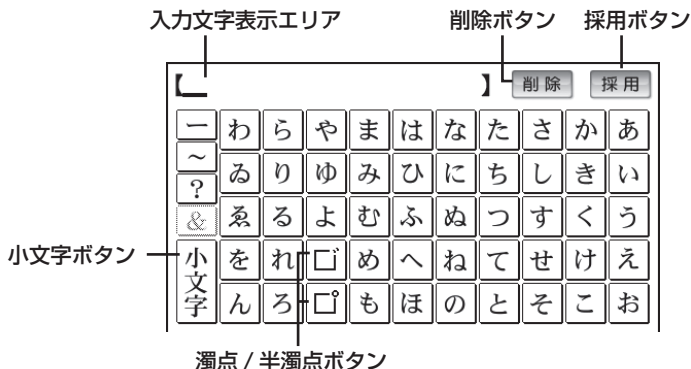 入力文字表示エリア 削除ボタン 採用ボタン
【 】 削除 採用
ー わ ら や ま は な た さ か あ
～ ゐ り ゆ み ひ に ち し き い
?
& ゑ る よ む ふ ぬ つ す く う
小文字ボタン 小文字 を れ □゛ め へ ね て せ け え
ん ろ □゜ も ほ の と そ こ お
濁点 / 半濁点ボタン